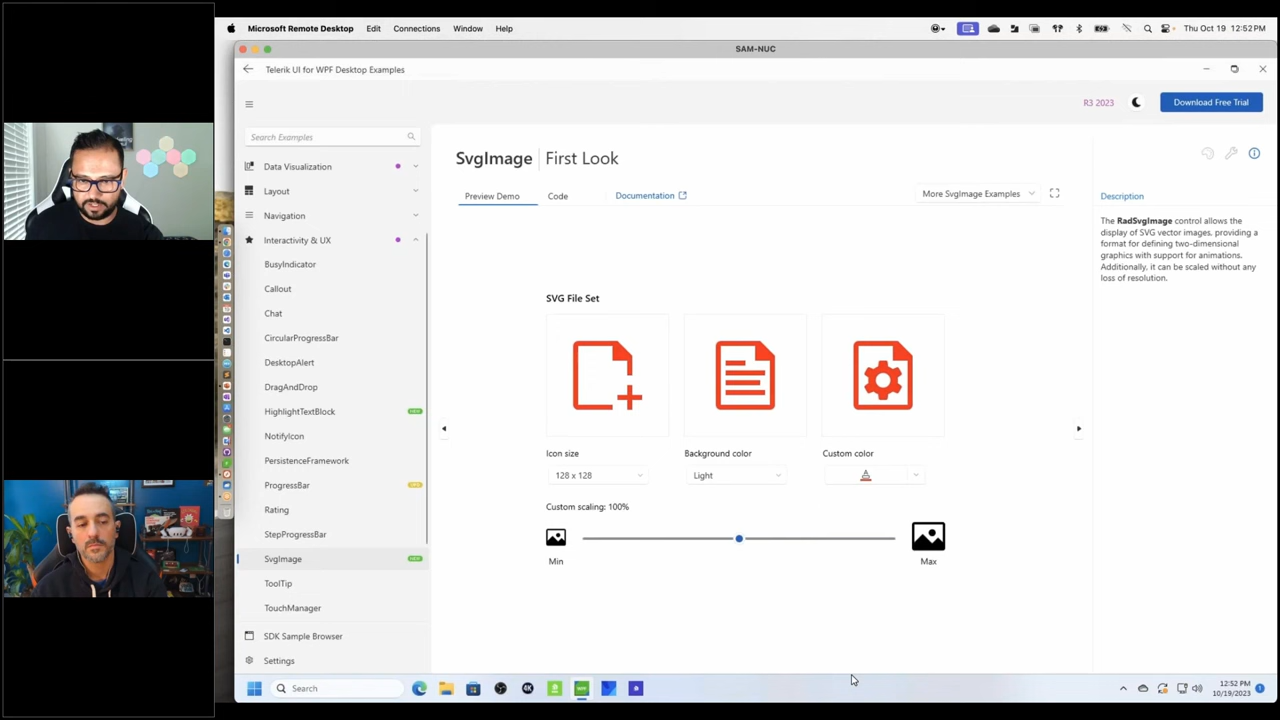 Microsoft Remote Desktop Edit Connections Window Help Thu Oct 19 12:52PM
SAM-NUC
Telerik UI for WPF Desktop Examples
R3 2023 Download Free Trial
Search Examples
Data Visualization
Layout
Navigation
Interactivity & UX
BusyIndicator
Callout
Chat
CircularProgressBar
DesktopAlert
DragAndDrop
HighlightTextBlock NEW
NotifyIcon
PersistenceFramework
ProgressBar
Rating
StepProgressBar
SvgImage NEW
ToolTip
TouchManager
SDK Sample Browser
Settings
SvgImage First Look
Preview Demo Code Documentation More SvgImage Examples
SVG File Set
Icon size Background color Custom color
128 x 128 Light
Custom scaling: 100%
Min Max
Description
The RadSvgImage control allows the
display of SVG vector images, providing a
format for defining two-dimensional
graphics with support for animations.
Additionally, it can be scaled without any
loss of resolution.
Search
4K
12:52 PM
10/19/2023